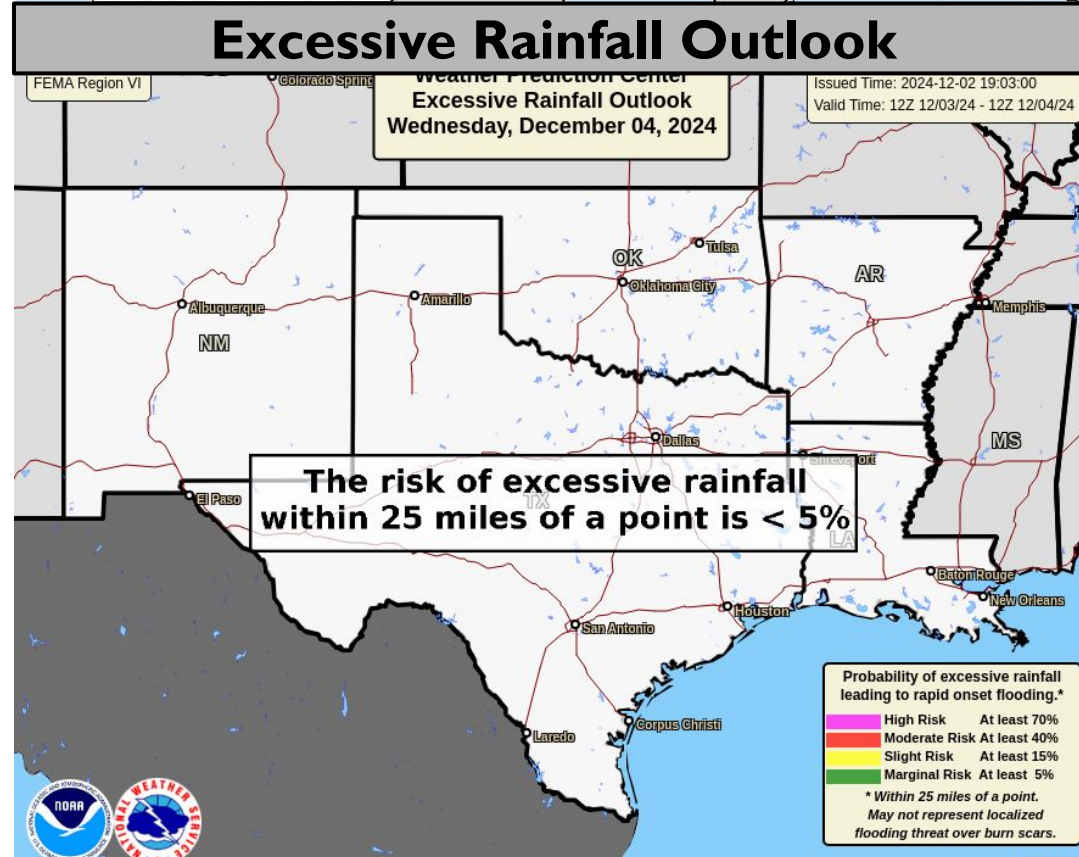 Excessive Rainfall Outlook
FEMA Region VI
Colorado Spring
Weather Prediction Center
Excessive Rainfall Outlook
Wednesday, December 04, 2024
Issued Time: 2024-12-02 19:03:00
Valid Time: 12Z 12/03/24 - 12Z 12/04/24
Tulsa
OK
AR
Oklahoma City
Amarillo
Albuquerque
Memphis
NM
Dallas
MS
Shreveport
The risk of excessive rainfall
TX
within 25 miles of a point is < 5%
El Paso
LA
Baton Rouge
New Orleans
Houston
San Antonio
Corpus Christi
Laredo
Probability of excessive rainfall
leading to rapid onset flooding.*
High Risk At least 70%
Moderate Risk At least 40%
Slight Risk At least 15%
Marginal Risk At least 5%
* Within 25 miles of a point.
May not represent localized
flooding threat over burn scars.
NOAA
NATIONAL WEATHER SERVICE